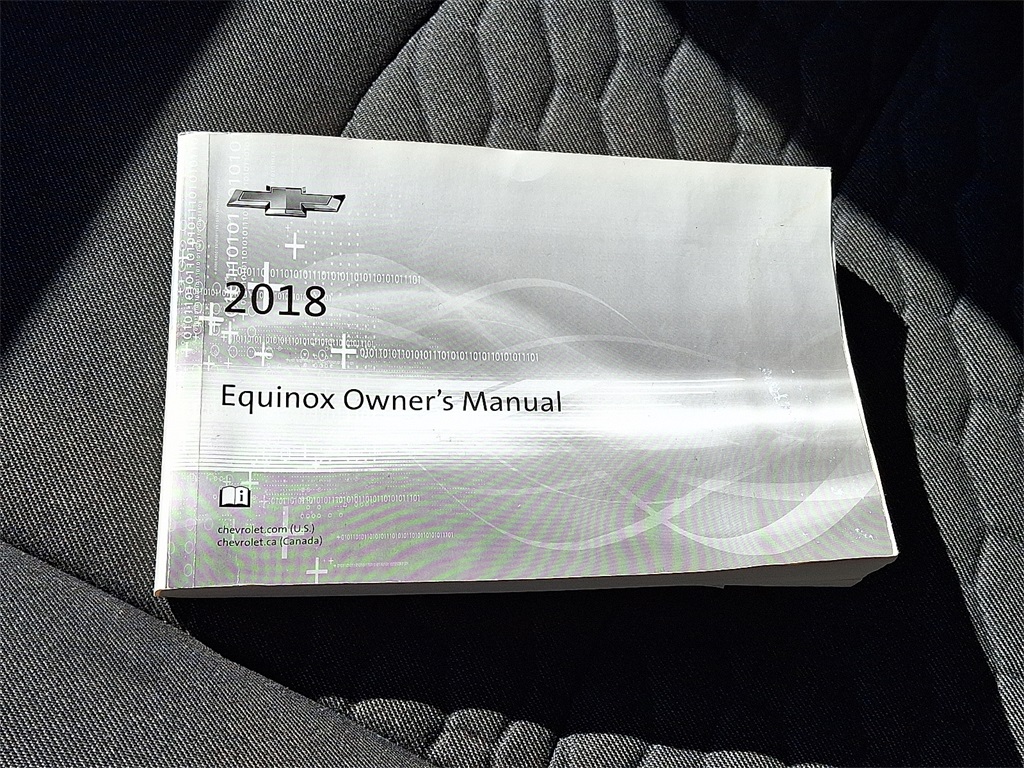 2018
Equinox Owner's Manual
chevrolet.com (U.S.)
chevrolet.ca (Canada)